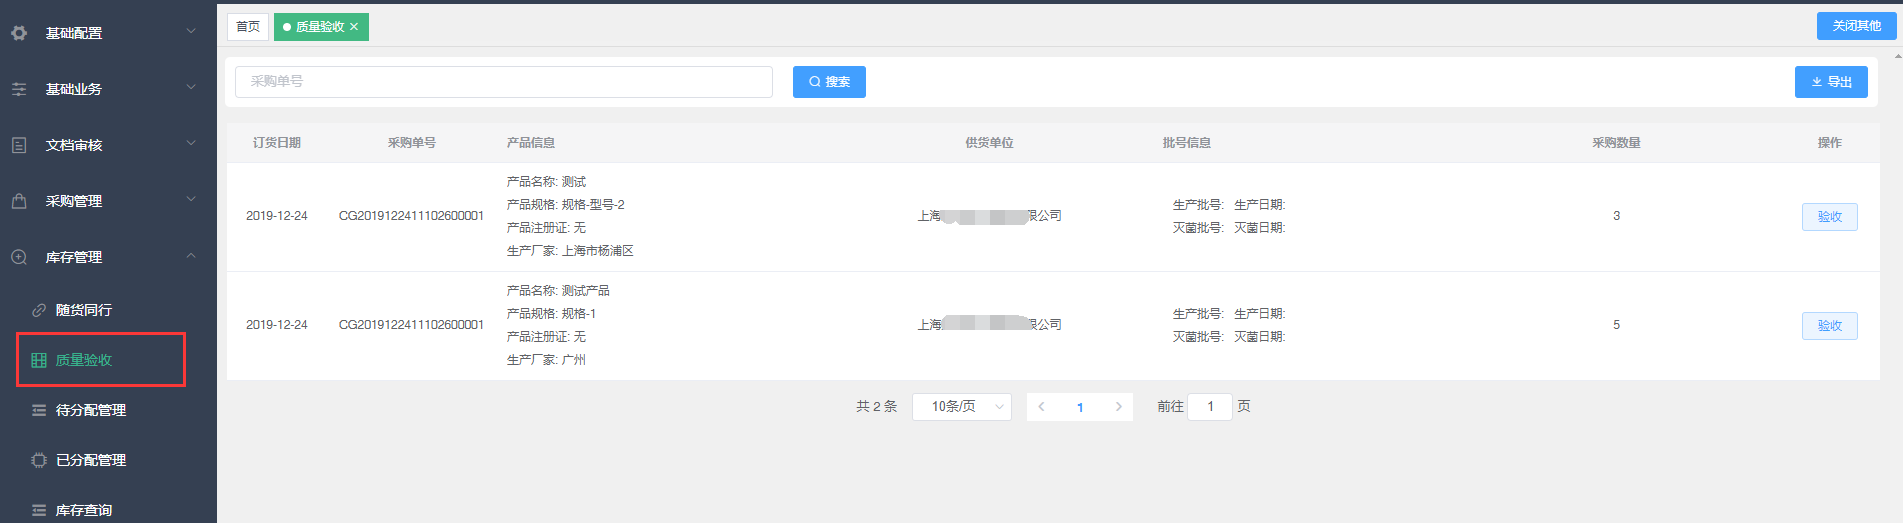 基础配置
基础业务
文档审核
采购管理
库存管理
随货同行
质量验收
待分配管理
已分配管理
库存查询
首页
质量验收
关闭其他
采购单号
搜索
导出
订货日期 采购单号 产品信息 供货单位 批号信息 采购数量 操作
产品名称: 测试
产品规格: 规格-型号-2
产品注册证: 无
生产厂家: 上海市杨浦区
2019-12-24 CG2019122411102600001
上海 限公司
生产批号: 生产日期:
灭菌批号: 灭菌日期:
3
验收
产品名称: 测试产品
产品规格: 规格-1
产品注册证: 无
生产厂家: 广州
2019-12-24 CG2019122411102600001
上海 限公司
生产批号: 生产日期:
灭菌批号: 灭菌日期:
5
验收
共 2 条 10条/页 1 前往 1 页